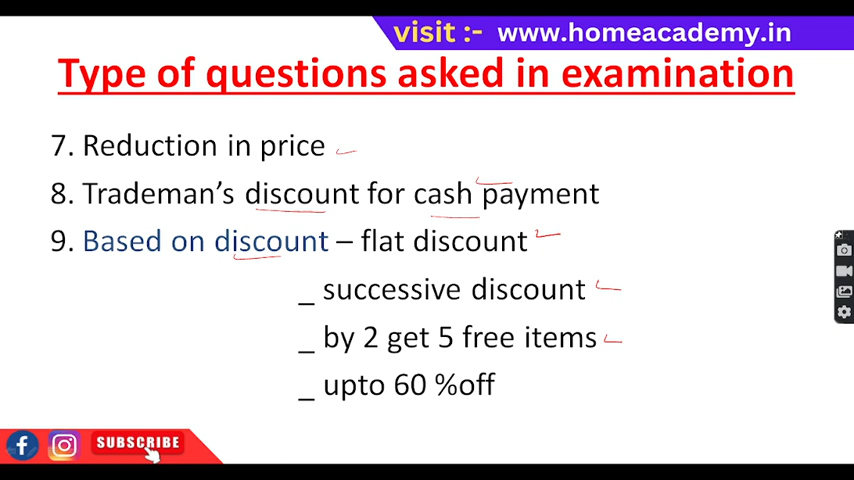 visit :- www.homeacademy.in
Type of questions asked in examination
7. Reduction in price
8. Trademan's discount for cash payment
9. Based on discount – flat discount
_ successive discount
_ by 2 get 5 free items
_ upto 60 %off
SUBSCRIBE